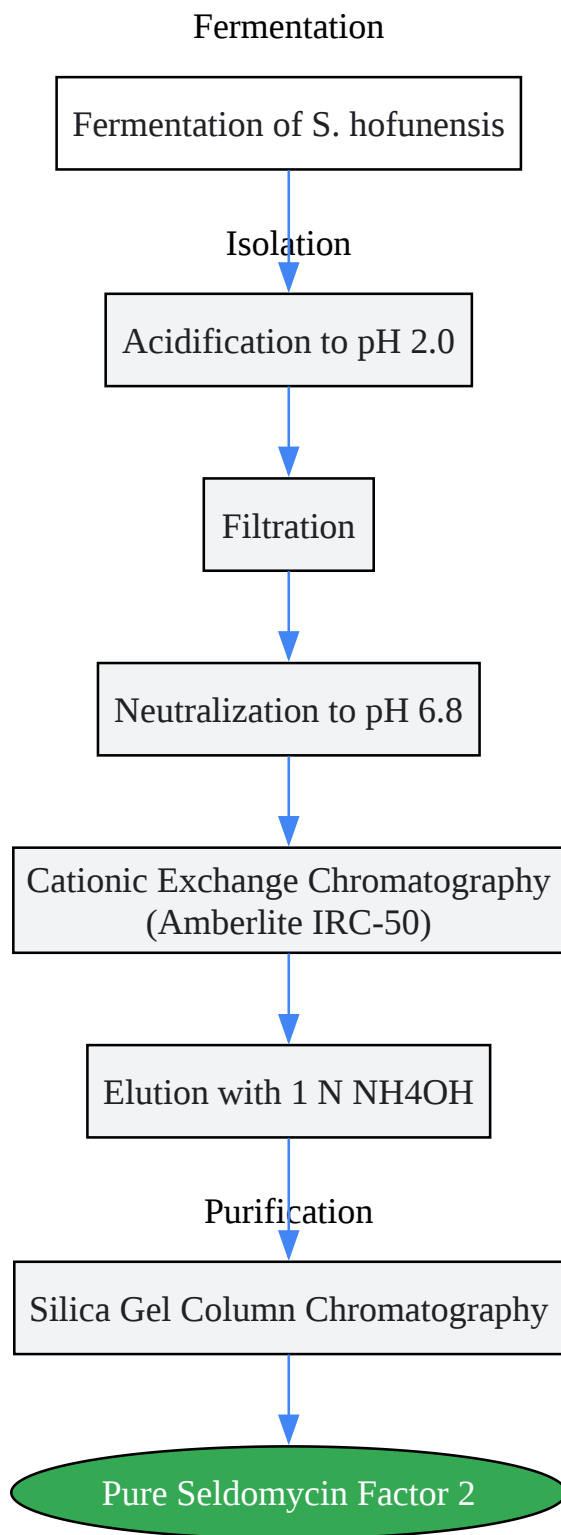 Fermentation
Fermentation of S. hofunensis
Isolation
Acidification to pH 2.0
Filtration
Neutralization to pH 6.8
Cationic Exchange Chromatography
(Amberlite IRC-50)
Elution with 1 N NH4OH
Purification
Silica Gel Column Chromatography
Pure Seldomycin Factor 2